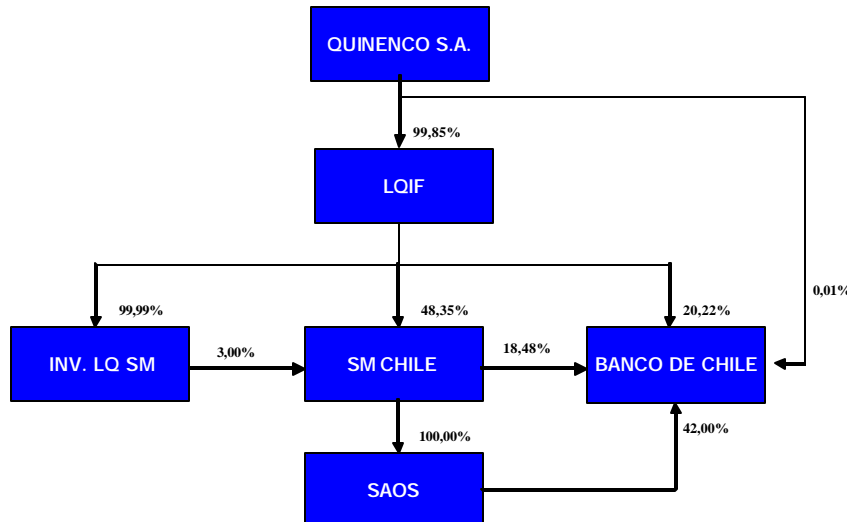 QUINENCO S.A.
99,85%
LQIF
99,99%
48,35%
20,22%
0,01%
INV. LQ SM
3,00%
SM CHILE
18,48%
BANCO DE CHILE
100,00%
42,00%
SAOS